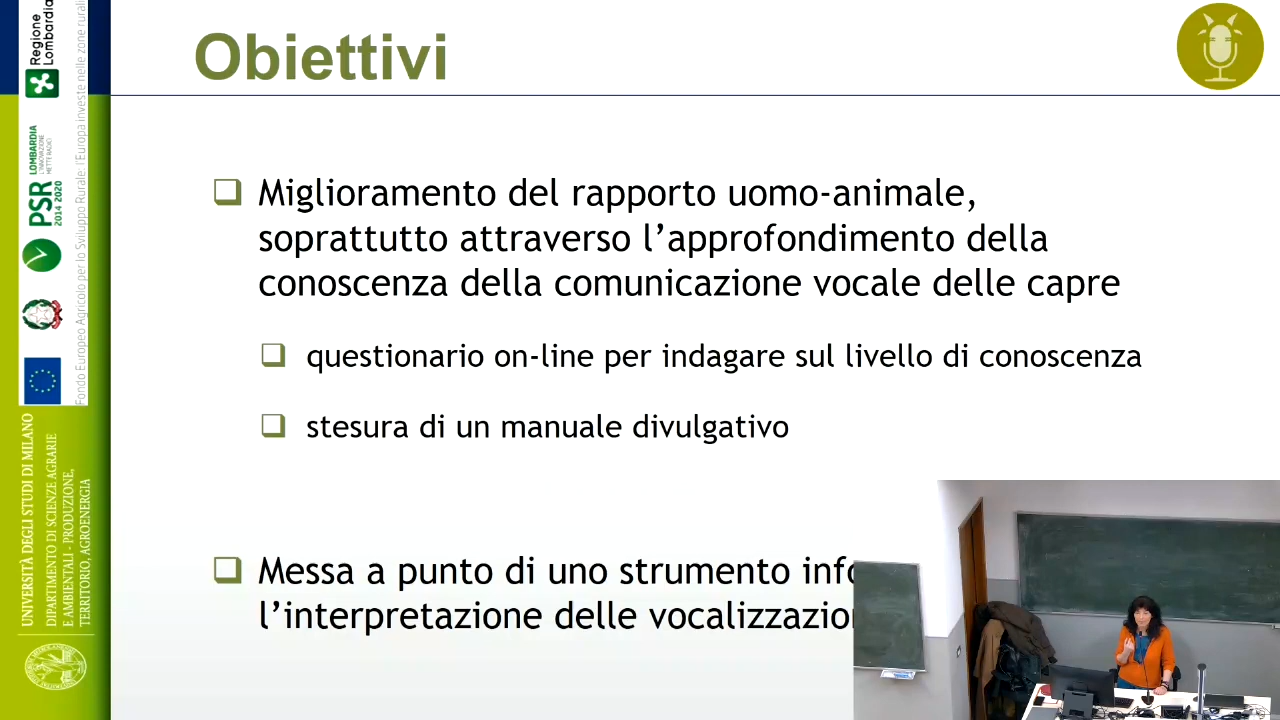 Obiettivi
Miglioramento del rapporto uomo-animale,
soprattutto attraverso l'approfondimento della
conoscenza della comunicazione vocale delle capre
questionario on-line per indagare sul livello di conoscenza
stesura di un manuale divulgativo
Messa a punto di uno strumento info
l'interpretazione delle vocalizzazion
Regione
Lombardia
PSR
2014 2020
LOMBARDIA
L'INNOVAZIONE
METTE RADICI
Fondo Europeo Agricolo per lo sviluppo Rurale: l'Europa investe nelle zone rurali
UNIVERSITÀ DEGLI STUDI DI MILANO
DIPARTIMENTO DI SCIENZE AGRARIE
E AMBIENTALI - PRODUZIONE,
TERRITORIO, AGROENERGIA